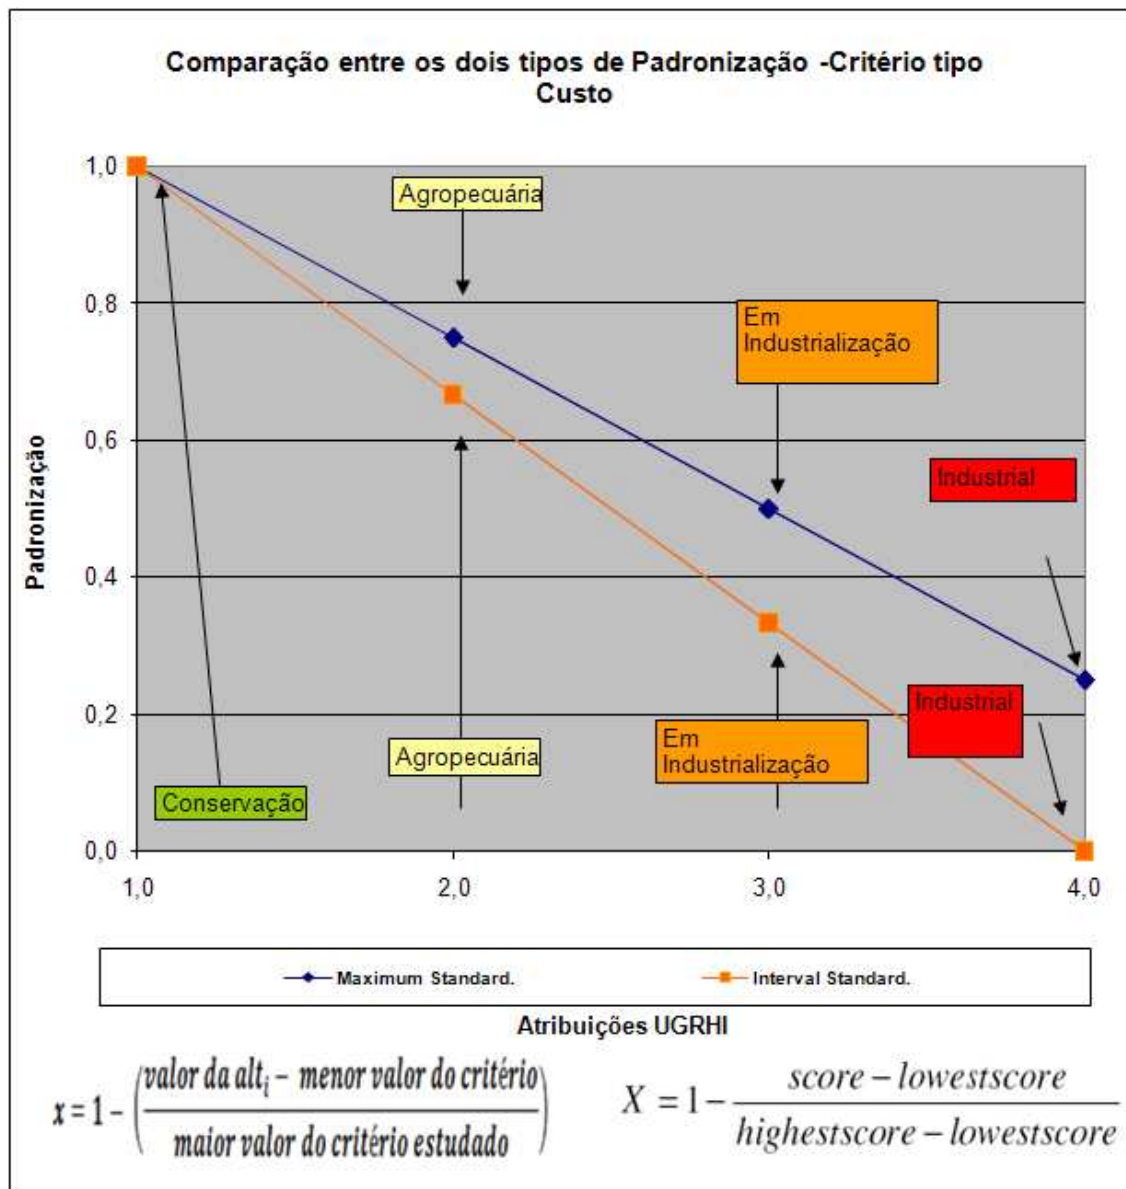 Comparação entre os dois tipos de Padronização -Critério tipo
Custo
Padronização
1,0
0,8
0,6
0,4
0,2
0,0
Agropecuária
Em
Industrialização
Industrial
Industrial
Em
Industrialização
Agropecuária
Conservação
1,0 2,0 3,0 4,0
Maximum Standard. Interval Standard.
Atribuições UGRHI
x = 1 - (valor da alt_i - menor valor do critério / maior valor do critério estudado)
X = 1 - score - lowestscore / highestscore - lowestscore